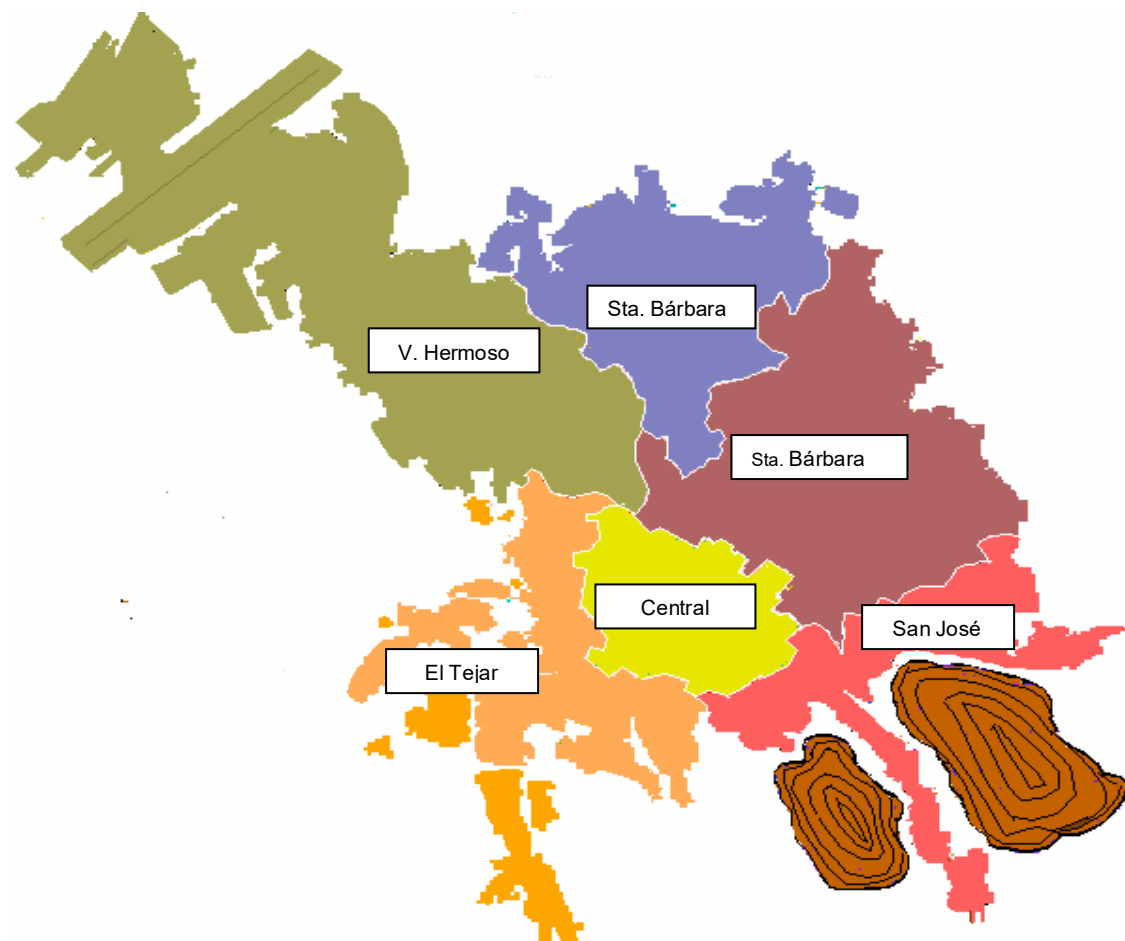 Sta. Bárbara
V. Hermoso
Sta. Bárbara
Central
San José
El Tejar